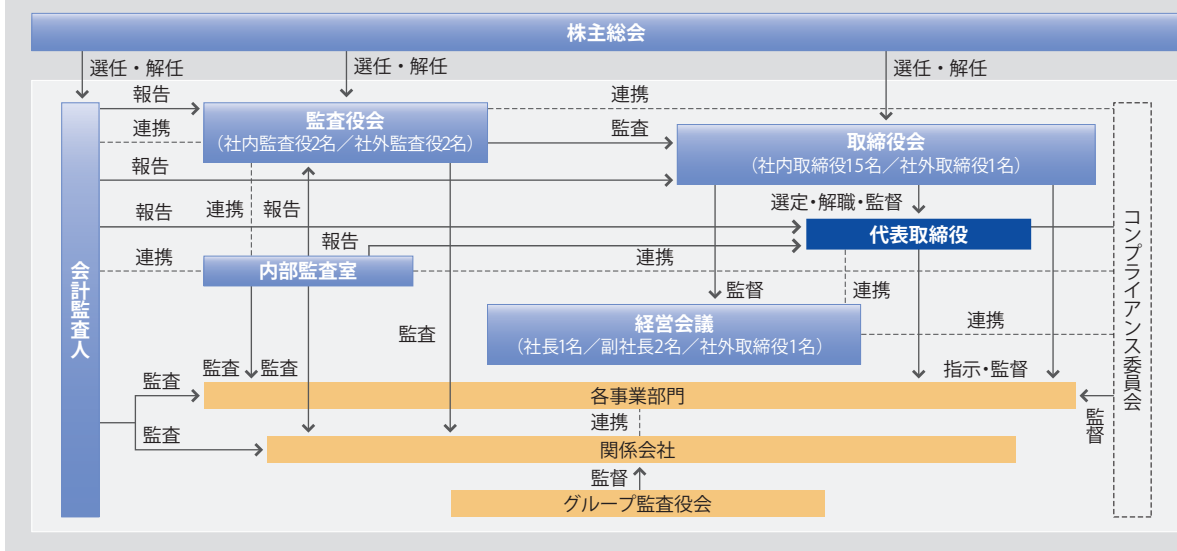 株主総会
選任・解任
選任・解任
選任・解任
報告
連携
監査役会
(社内監査役2名／社外監査役2名)
連携
監査
取締役会
(社内取締役15名／社外取締役1名)
報告
連携
報告
選定・解職・監督
報告
報告
代表取締役
連携
内部監査室
連携
監督
連携
経営会議
(社長1名／副社長2名／社外取締役1名)
連携
監査
会計監査人
コンプライアンス委員会
監査
監査
監査
指示・監督
各事業部門
監督
連携
監査
関係会社
監督
グループ監査役会